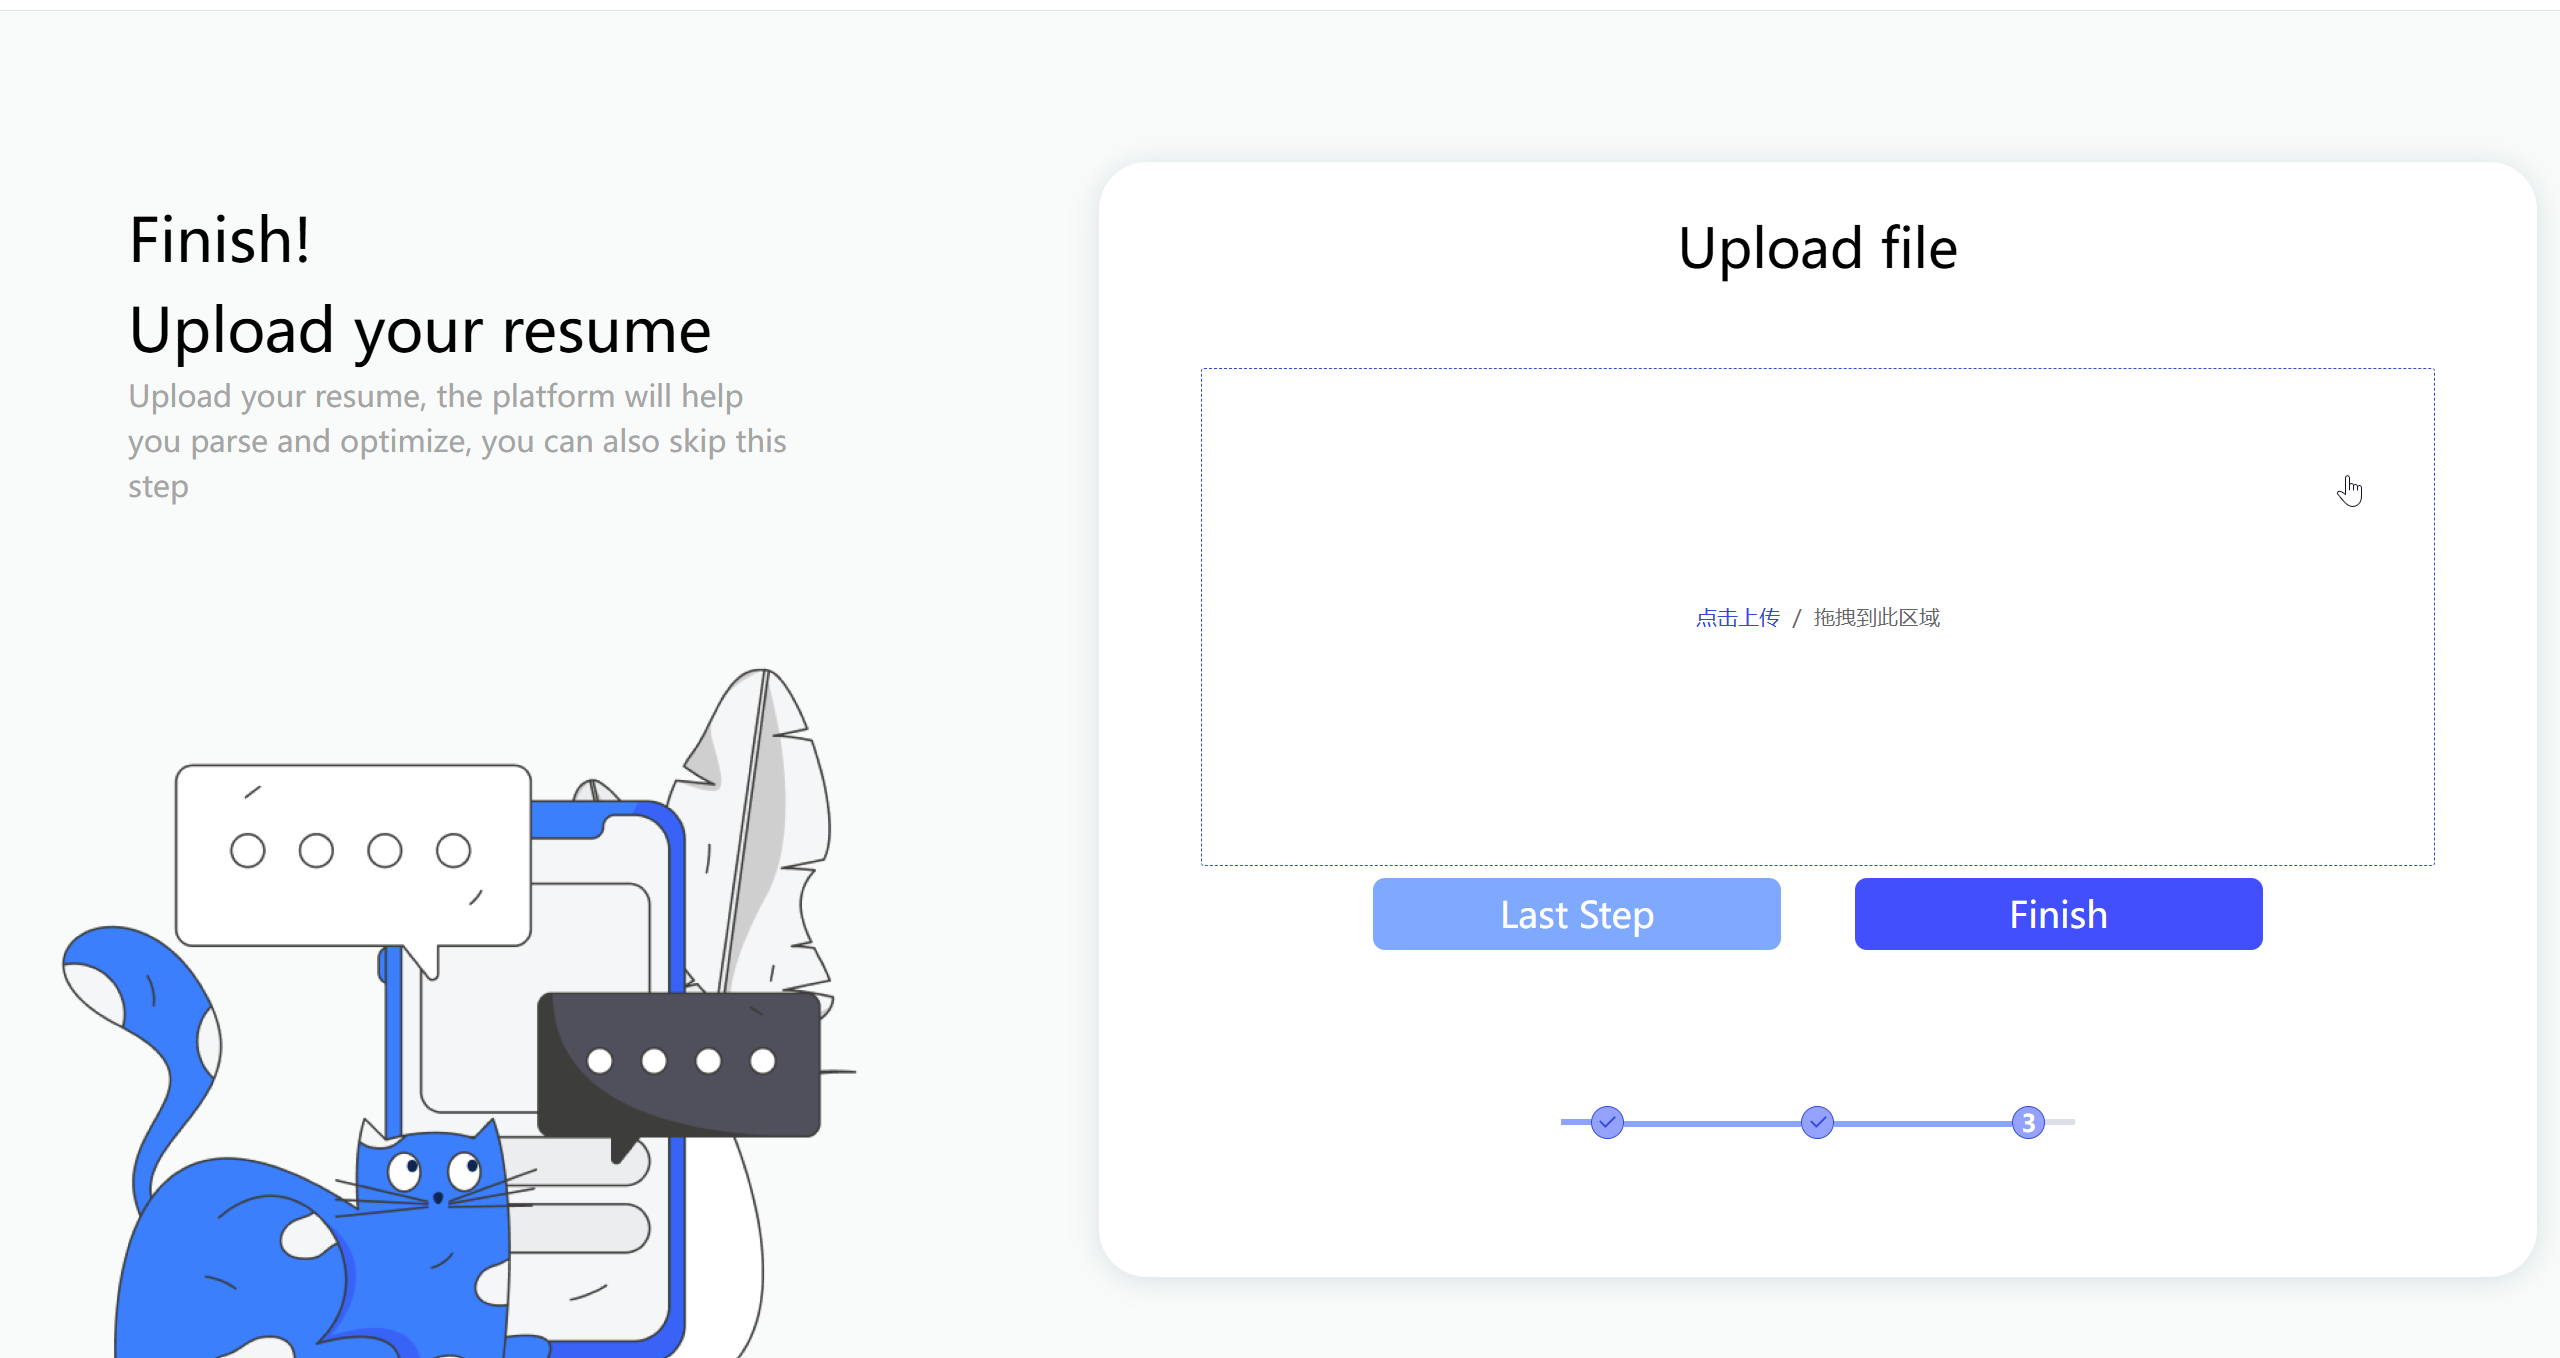 Finish!
Upload your resume
Upload your resume, the platform will help
you parse and optimize, you can also skip this
step
Upload file
点击上传 / 拖拽到此区域
Last Step
Finish
3